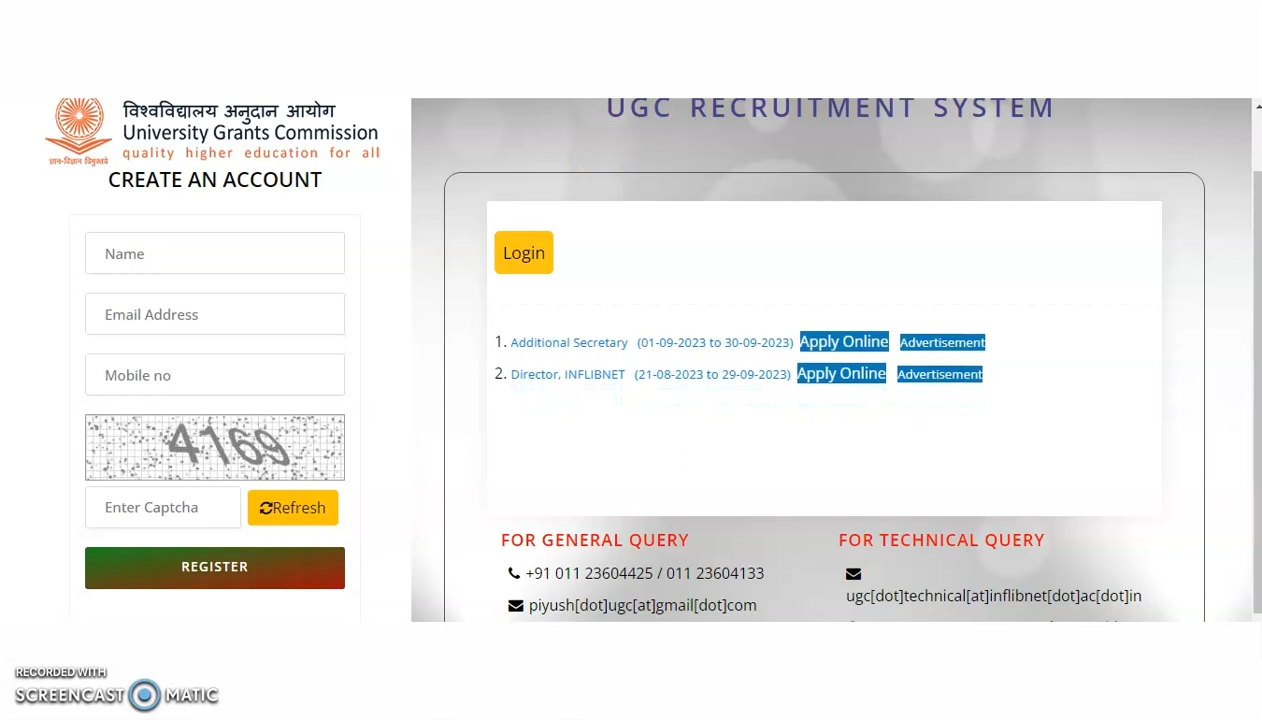 विश्वविद्यालय अनुदान आयोग
University Grants Commission
quality higher education for all
ज्ञान-विज्ञान विमुक्तये
CREATE AN ACCOUNT
Name
Email Address
Mobile no
4169
Enter Captcha
Refresh
REGISTER
UGC RECRUITMENT SYSTEM
Login
1. Additional Secretary (01-09-2023 to 30-09-2023) Apply Online Advertisement
2. Director, INFLIBNET (21-08-2023 to 29-09-2023) Apply Online Advertisement
FOR GENERAL QUERY
+91 011 23604425 / 011 23604133
piyush[dot]ugc[at]gmail[dot]com
FOR TECHNICAL QUERY
ugc[dot]technical[at]inflibnet[dot]ac[dot]in
RECORDED WITH
SCREENCAST MATIC